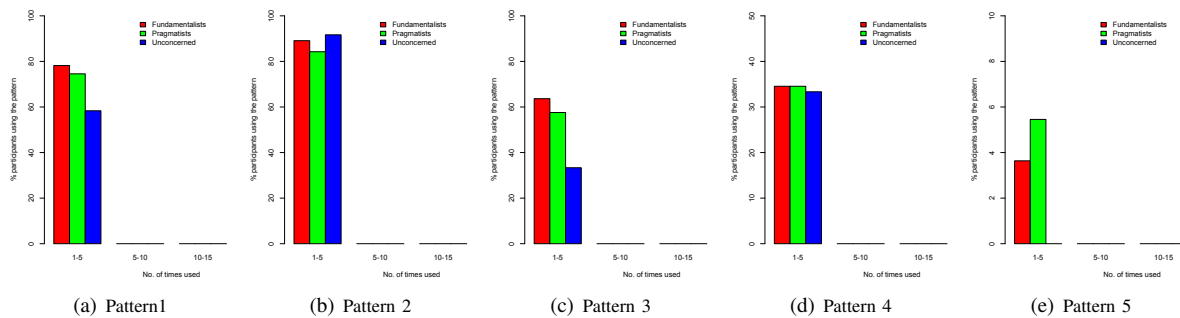 100
80
60
40
20
0
% participants using the pattern
Fundamentalists
Pragmatists
Unconcerned
1-5 5-10 10-15
No. of times used
(a) Pattern1
100
80
60
40
20
0
% participants using the pattern
Fundamentalists
Pragmatists
Unconcerned
1-5 5-10 10-15
No. of times used
(b) Pattern 2
100
80
60
40
20
0
% participants using the pattern
Fundamentalists
Pragmatists
Unconcerned
1-5 5-10 10-15
No. of times used
(c) Pattern 3
50
40
30
20
10
0
% participants using the pattern
Fundamentalists
Pragmatists
Unconcerned
1-5 5-10 10-15
No. of times used
(d) Pattern 4
10
8
6
4
2
0
% participants using the pattern
Fundamentalists
Pragmatists
Unconcerned
1-5 5-10 10-15
No. of times used
(e) Pattern 5